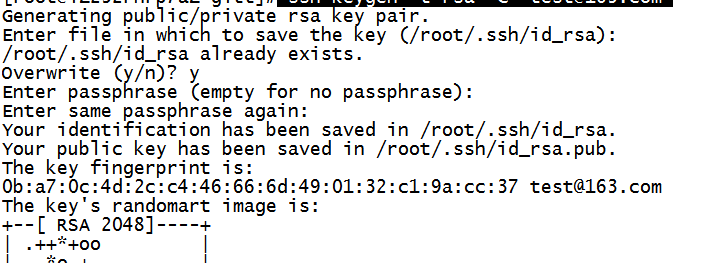 Generating public/private rsa key pair.
Enter file in which to save the key (/root/.ssh/id_rsa):
/root/.ssh/id_rsa already exists.
Overwrite (y/n)? y
Enter passphrase (empty for no passphrase):
Enter same passphrase again:
Your identification has been saved in /root/.ssh/id_rsa.
Your public key has been saved in /root/.ssh/id_rsa.pub.
The key fingerprint is:
0b:a7:0c:4d:2c:c4:46:66:6d:49:01:32:c1:9a:cc:37 test@163.com
The key's randomart image is:
+--[ RSA 2048]----+
| .++*+oo         |